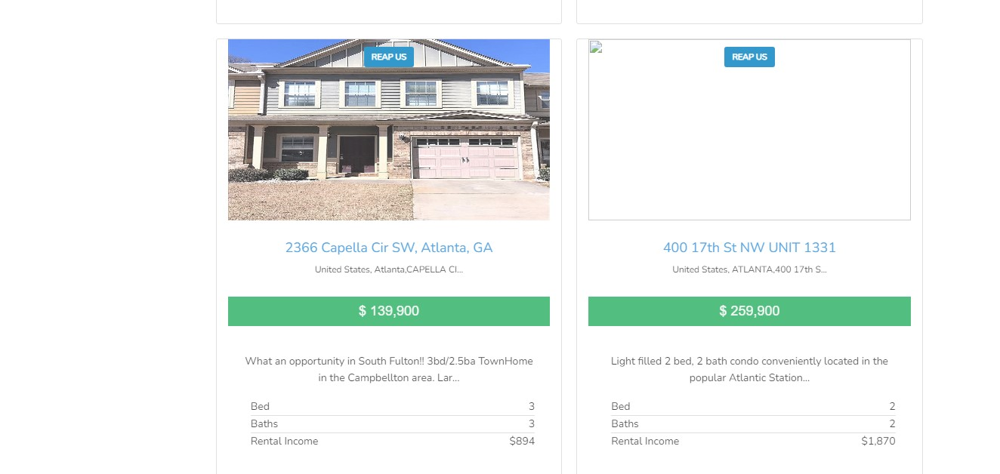 REAP US
2366 Capella Cir SW, Atlanta, GA
United States, Atlanta,CAPELLA CI...
$ 139,900
What an opportunity in South Fulton!! 3bd/2.5ba TownHome
in the Campbellton area. Lar...
Bed 3
Baths 3
Rental Income $894
REAP US
400 17th St NW UNIT 1331
United States, ATLANTA,400 17th S...
$ 259,900
Light filled 2 bed, 2 bath condo conveniently located in the
popular Atlantic Station...
Bed 2
Baths 2
Rental Income $1,870